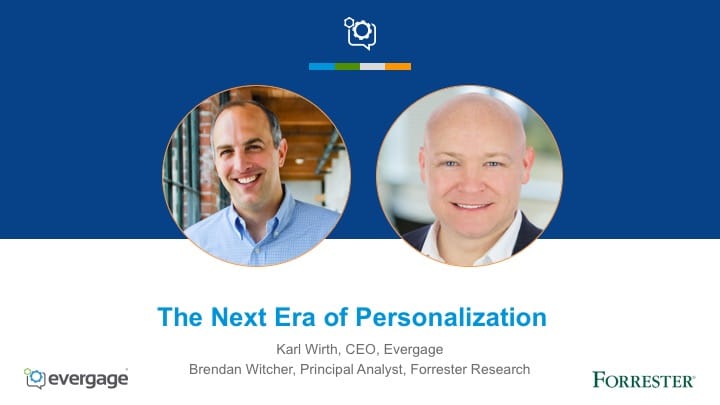 The Next Era of Personalization
Karl Wirth, CEO, Evergage
Brendan Witcher, Principal Analyst, Forrester Research
evergage
FORRESTER®